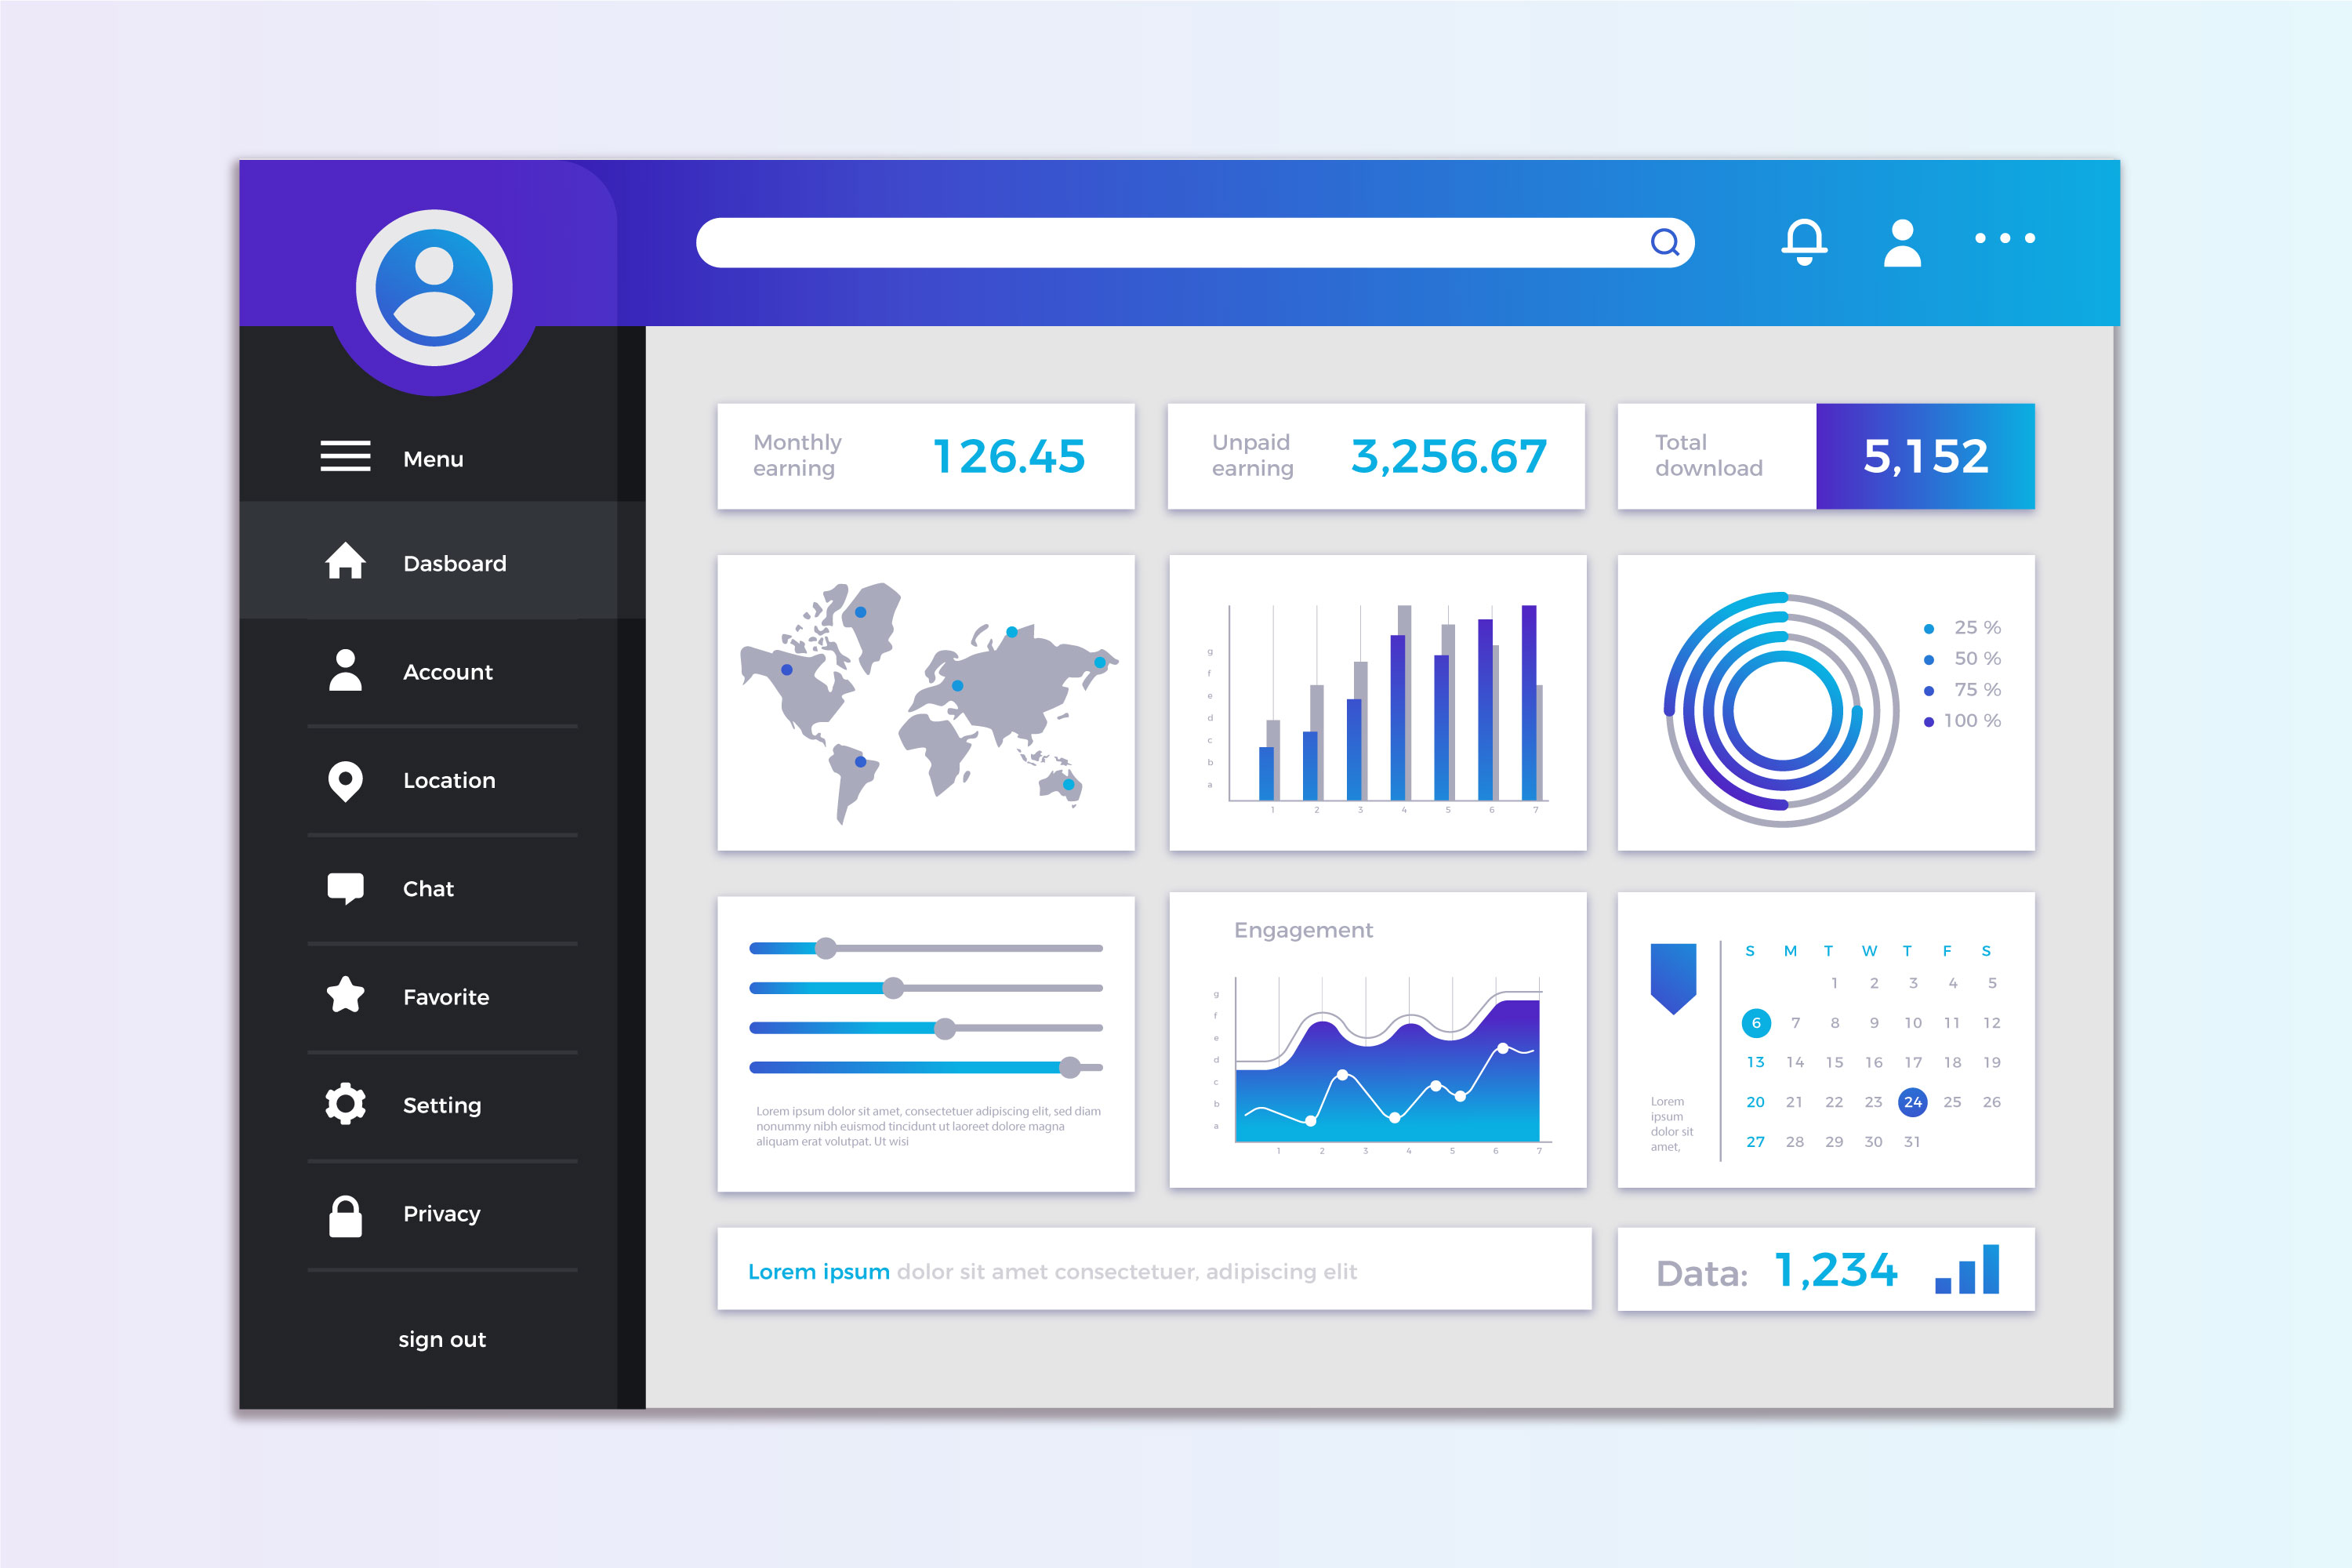 Menu
Dasboard
Account
Location
Chat
Favorite
Setting
Privacy
sign out
Monthly
earning
126.45
Unpaid
earning
3,256.67
Total
download
5,152
g
f
e
d
c
b
a
1 2 3 4 5 6 7
25 %
50 %
75 %
100 %
Lorem ipsum dolor sit amet, consectetuer adipiscing elit, sed diam
nonummy nibh euismod tincidunt ut laoreet dolore magna
aliquam erat volutpat. Ut wisi
Engagement
g
f
e
d
c
b
a
1 2 3 4 5 6 7
Lorem
ipsum
dolor sit
amet,
S M T W T F S
1 2 3 4 5
6 7 8 9 10 11 12
13 14 15 16 17 18 19
20 21 22 23 24 25 26
27 28 29 30 31
Lorem ipsum dolor sit amet consectetuer, adipiscing elit
Data: 1,234